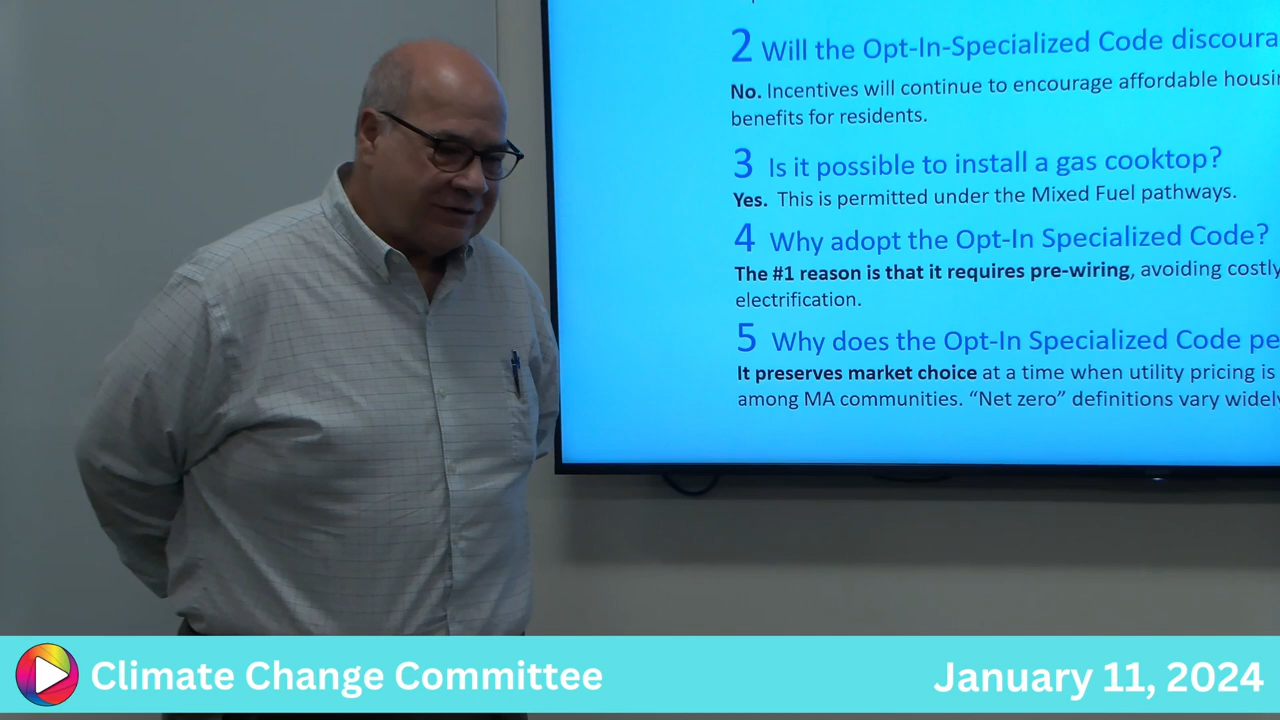 2 Will the Opt-In-Specialized Code discoura
No. Incentives will continue to encourage affordable housin
benefits for residents.
3 Is it possible to install a gas cooktop?
Yes. This is permitted under the Mixed Fuel pathways.
4 Why adopt the Opt-In Specialized Code?
The #1 reason is that it requires pre-wiring, avoiding costly
electrification.
5 Why does the Opt-In Specialized Code pe
It preserves market choice at a time when utility pricing is
among MA communities. “Net zero” definitions vary widely
Climate Change Committee
January 11, 2024